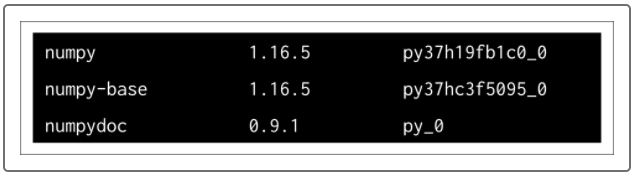 numpy 1.16.5 py37h19fb1c0_0
numpy-base 1.16.5 py37hc3f5095_0
numpydoc 0.9.1 py_0